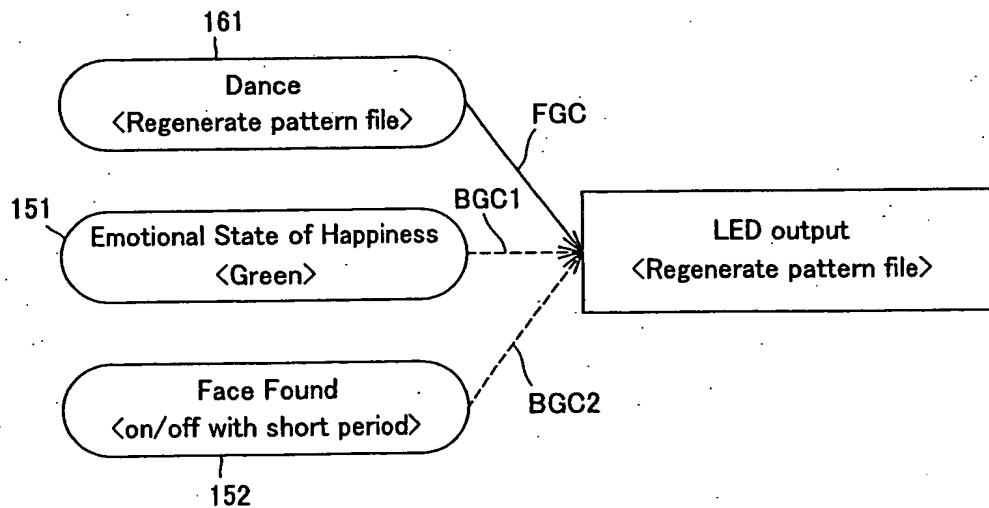 161
Dance
<Regenerate pattern file>
FGC
151
Emotional State of Happiness
<Green>
BGC1
LED output
<Regenerate pattern file>
Face Found
<on/off with short period>
BGC2
152